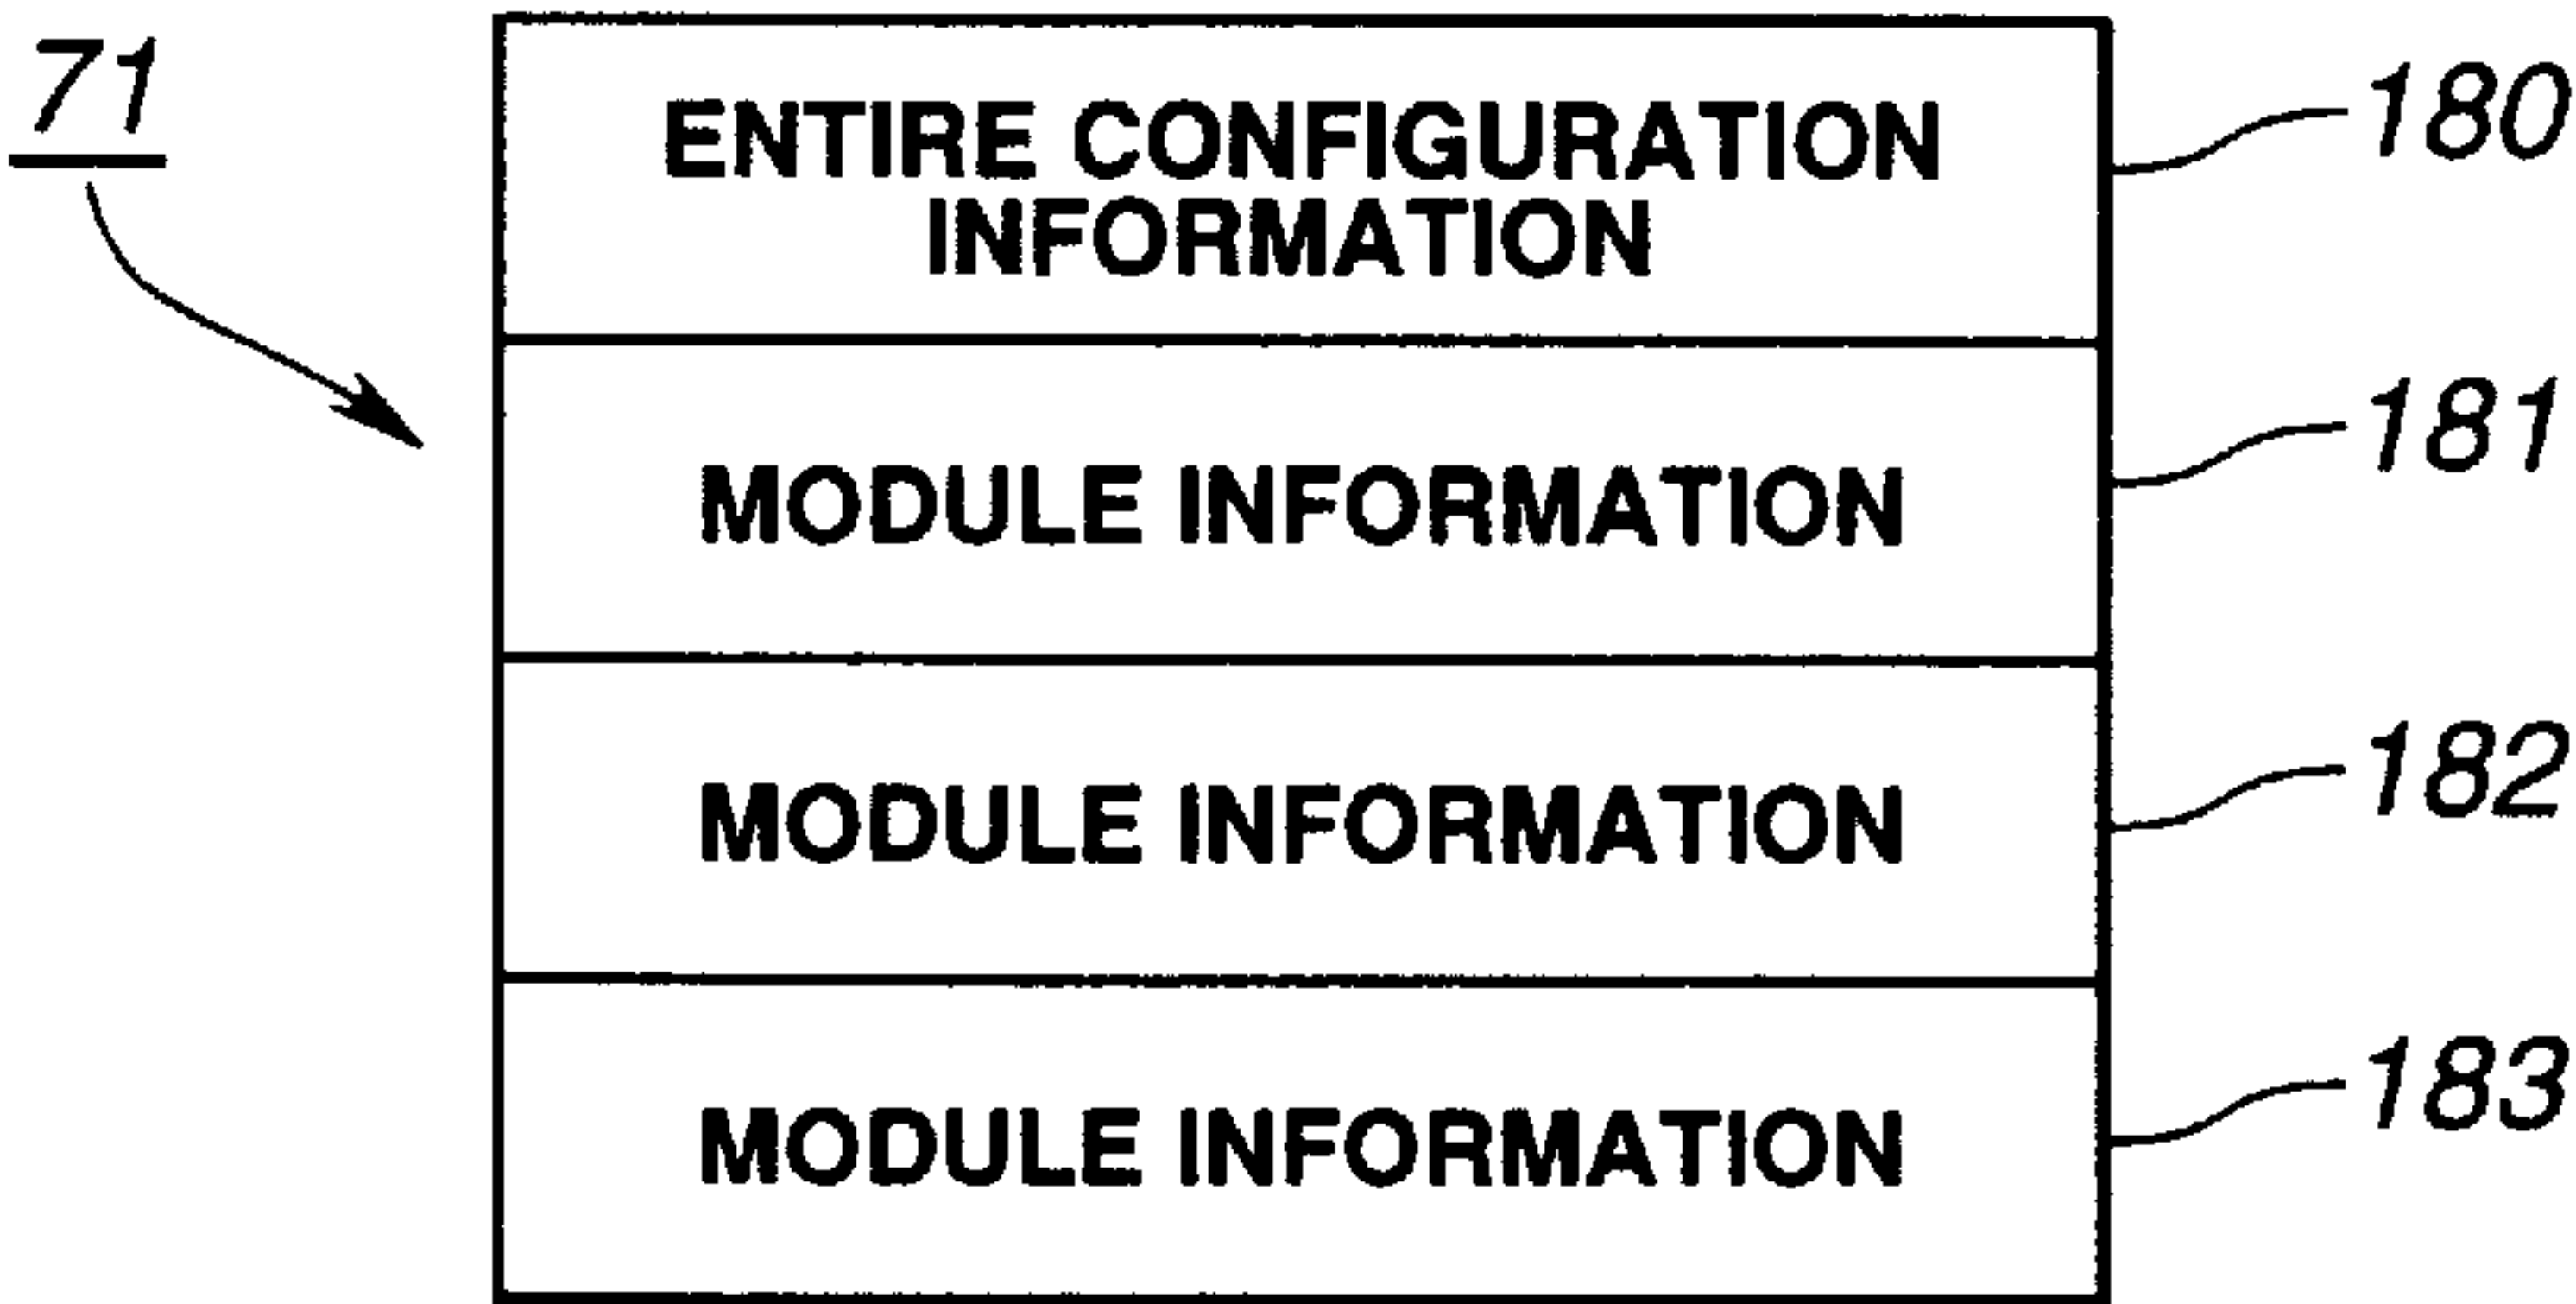 71
ENTIRE CONFIGURATION
INFORMATION
180
MODULE INFORMATION
181
MODULE INFORMATION
182
MODULE INFORMATION
183